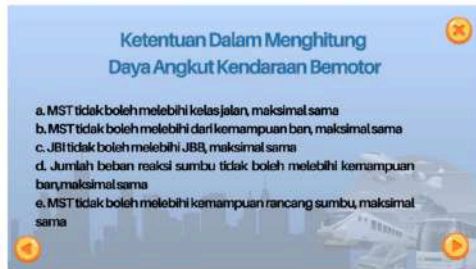 Ketentuan Dalam Menghitung
Daya Angkut Kendaraan Bemotor
a. MST tidak boleh melebihi kelas jalan, maksimal sama
b. MST tidak boleh melebihi dari kemampuan ban, maksimal sama
c. JBI tidak boleh melebihi JBB, maksimal sama
d. Jumlah beban reaksi sumbu tidak boleh melebihi kemampuan
ban,maksimal sama
e. MST tidak boleh melebihi kemampuan rancang sumbu, maksimal
sama